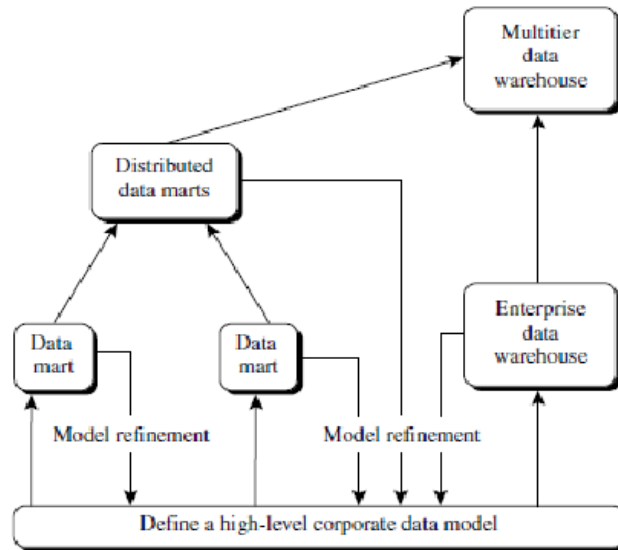 Multitier
data
warehouse
Distributed
data marts
Enterprise
data
warehouse
Data
mart
Data
mart
Model refinement
Model refinement
Define a high-level corporate data model